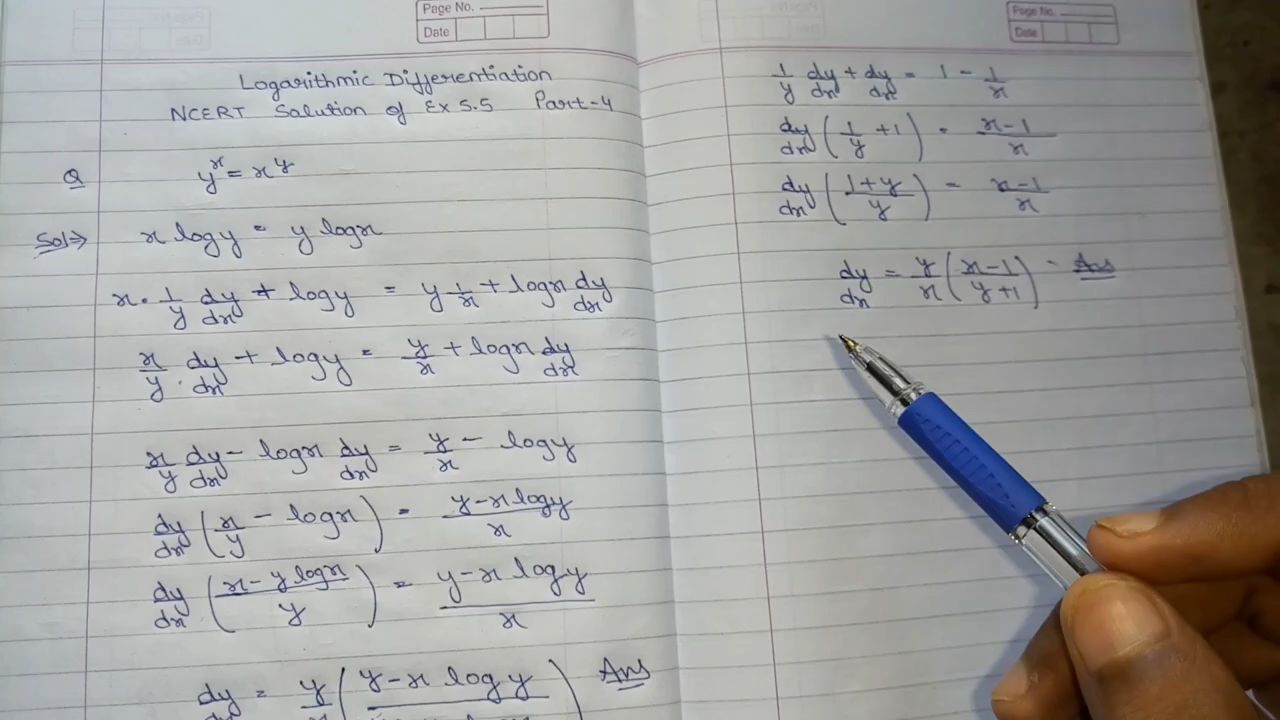 Page No.
Date
Logarithmic Differentiation
NCERT Solution of Ex 5.5 Part-4
Q y^x = x^y
Sol⇒ x log y = y log x
x · 1/y dy/dx + log y = y 1/x + log x dy/dx
x/y · dy/dx + log y = y/x + log x dy/dx
x/y dy/dx - log x dy/dx = y/x - log y
dy/dx (x/y - log x) = (y - x log y)/x
dy/dx ((x - y log x)/y) = (y - x log y)/x
dy = y (y - x log y) Ans
Page No.
Date
1/y dy/dx + dy/dx = 1 - 1/x
dy/dx (1/y + 1) = (x-1)/x
dy/dx ((1+y)/y) = (x-1)/x
dy/dx = y/x ((x-1)/(y+1)) - Ans